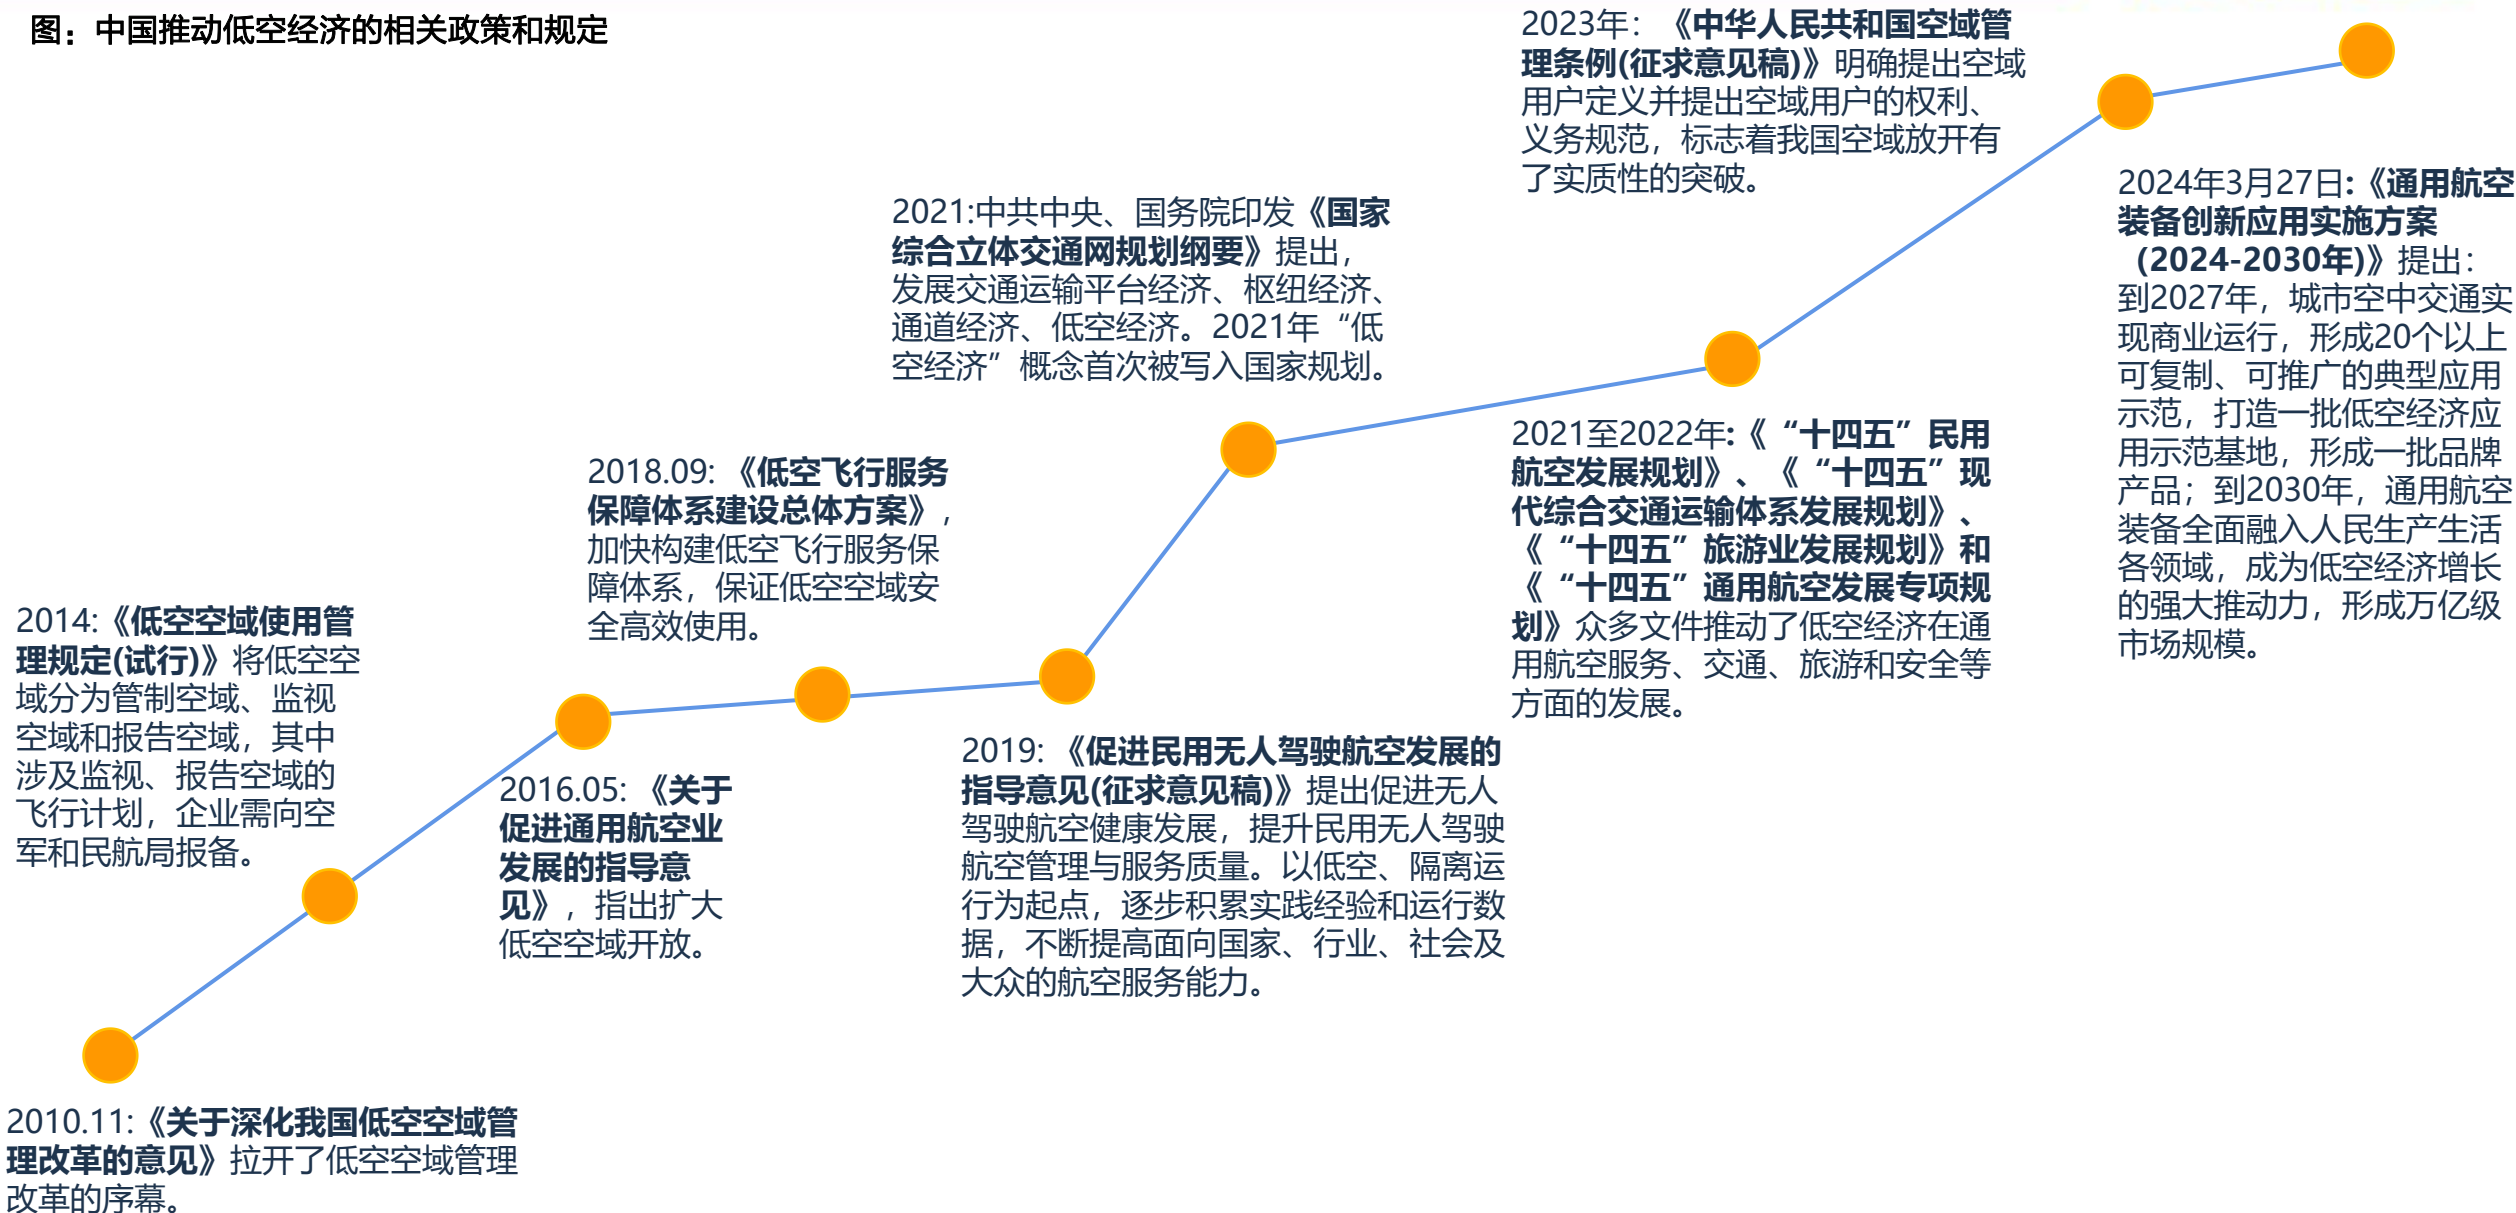 图：中国推动低空经济的相关政策和规定
2010.11:《关于深化我国低空空域管
理改革的意见》拉开了低空空域管理
改革的序幕。
2014:《低空空域使用管
理规定(试行)》将低空空
域分为管制空域、监视
空域和报告空域，其中
涉及监视、报告空域的
飞行计划，企业需向空
军和民航局报备。
2016.05: 《关于
促进通用航空业
发展的指导意
见》，指出扩大
低空空域开放。
2018.09: 《低空飞行服务
保障体系建设总体方案》，
加快构建低空飞行服务保
障体系，保证低空空域安
全高效使用。
2019: 《促进民用无人驾驶航空发展的
指导意见(征求意见稿)》提出促进无人
驾驶航空健康发展，提升民用无人驾驶
航空管理与服务质量。以低空、隔离运
行为起点，逐步积累实践经验和运行数
据，不断提高面向国家、行业、社会及
大众的航空服务能力。
2021:中共中央、国务院印发《国家
综合立体交通网规划纲要》提出，
发展交通运输平台经济、枢纽经济、
通道经济、低空经济。2021年“低
空经济”概念首次被写入国家规划。
2021至2022年:《“十四五”民用
航空发展规划》、《“十四五”现
代综合交通运输体系发展规划》、
《“十四五”旅游业发展规划》和
《“十四五”通用航空发展专项规
划》众多文件推动了低空经济在通
用航空服务、交通、旅游和安全等
方面的发展。
2023年：《中华人民共和国空域管
理条例(征求意见稿)》明确提出空域
用户定义并提出空域用户的权利、
义务规范，标志着我国空域放开有
了实质性的突破。
2024年3月27日:《通用航空
装备创新应用实施方案
（2024-2030年)》提出：
到2027年，城市空中交通实
现商业运行，形成20个以上
可复制、可推广的典型应用
示范，打造一批低空经济应
用示范基地，形成一批品牌
产品；到2030年，通用航空
装备全面融入人民生产生活
各领域，成为低空经济增长
的强大推动力，形成万亿级
市场规模。